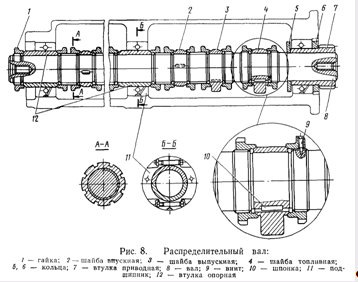 1 А Б 2 3 4 5 6 7
А Б
12 11 8
9
А-А Б-Б
10
Рис. 8. Распределительный вал:
1 — гайка; 2 — шайба впускная; 3 — шайба выпускная; 4 — шайба топливная;
5, 6 — кольца; 7 — втулка приводная; 8 — вал; 9 — винт; 10 — шпонка; 11 — под-
шипник; 12 — втулка опорная